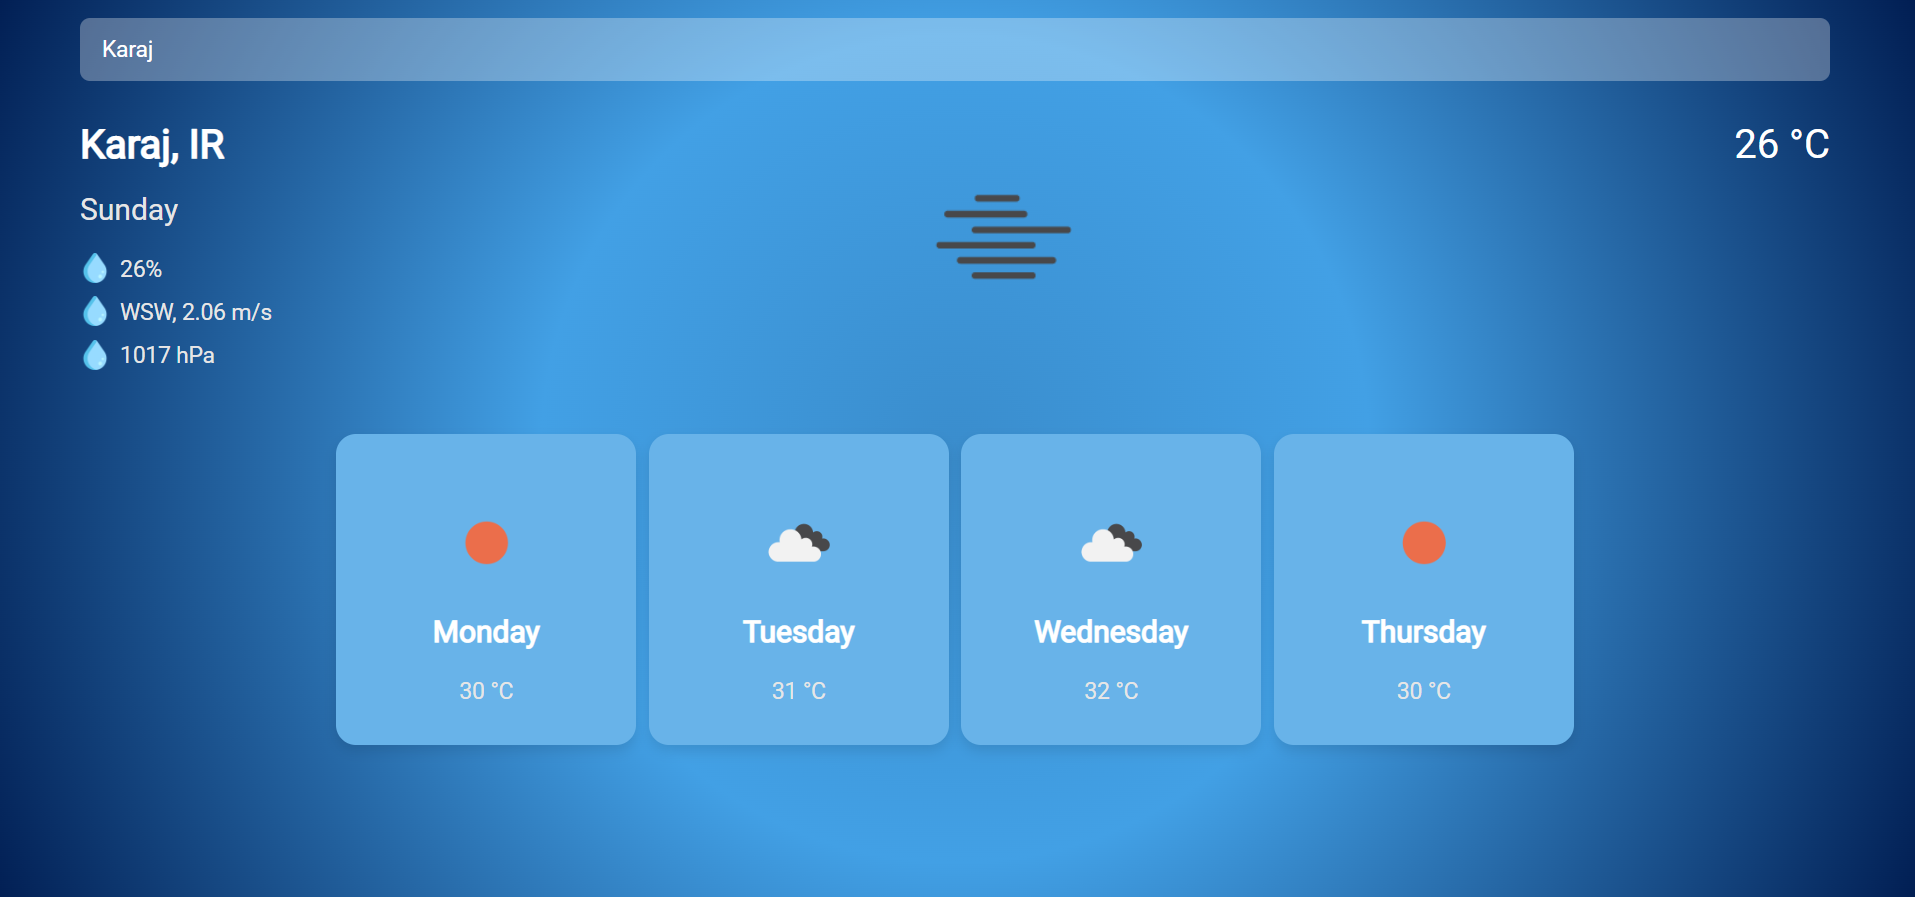 Karaj
Karaj, IR
26 °C
Sunday
26%
WSW, 2.06 m/s
1017 hPa
Monday
30 °C
Tuesday
31 °C
Wednesday
32 °C
Thursday
30 °C